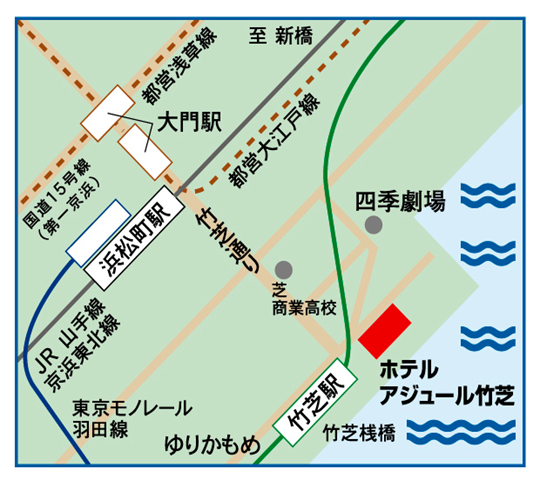 至 新橋
都営浅草線
大門駅
都営大江戸線
国道15号線
(第一京浜)
四季劇場
浜松町駅
竹芝通り
芝
商業高校
JR 山手線
京浜東北線
ホテル
アジュール竹芝
竹芝駅
東京モノレール
羽田線
竹芝桟橋
ゆりかもめ